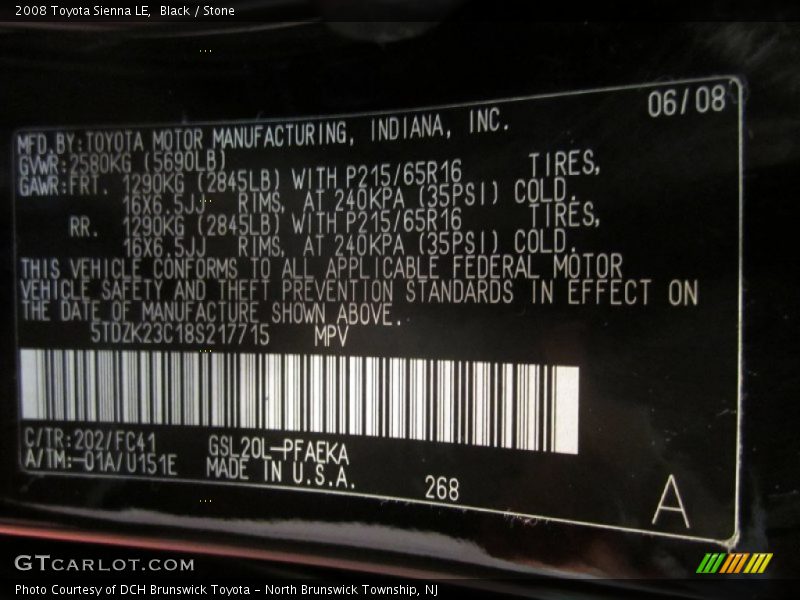 2008 Toyota Sienna LE,  Black / Stone
06/08
MFD.BY:TOYOTA MOTOR MANUFACTURING, INDIANA, INC.
GVWR:2580KG (5690LB)
GAWR:FRT. 1290KG (2845LB) WITH P215/65R16 TIRES,
16X6.5JJ RIMS, AT 240KPA (35PSI) COLD.
RR. 1290KG (2845LB) WITH P215/65R16 TIRES,
16X6.5JJ RIMS, AT 240KPA (35PSI) COLD.
THIS VEHICLE CONFORMS TO ALL APPLICABLE FEDERAL MOTOR
VEHICLE SAFETY AND THEFT PREVENTION STANDARDS IN EFFECT ON
THE DATE OF MANUFACTURE SHOWN ABOVE.
5TDZK23C18S217715 MPV
C/TR:202/FC41 GSL20L-PFAEKA
A/TM:-01A/U151E MADE IN U.S.A.
268
A
GTCARLOT.COM
Photo Courtesy of DCH Brunswick Toyota - North Brunswick Township, NJ